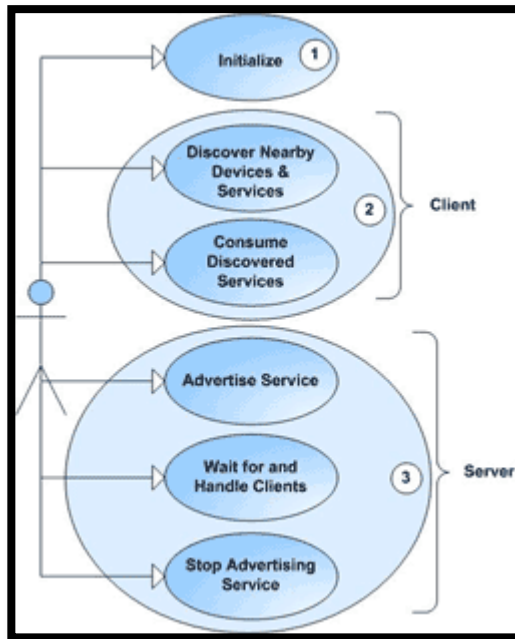 Initialize
1
Discover Nearby
Devices &
Services
2
Client
Consume
Discovered
Services
Advertise Service
Wait for and
Handle Clients
3
Server
Stop Advertising
Service